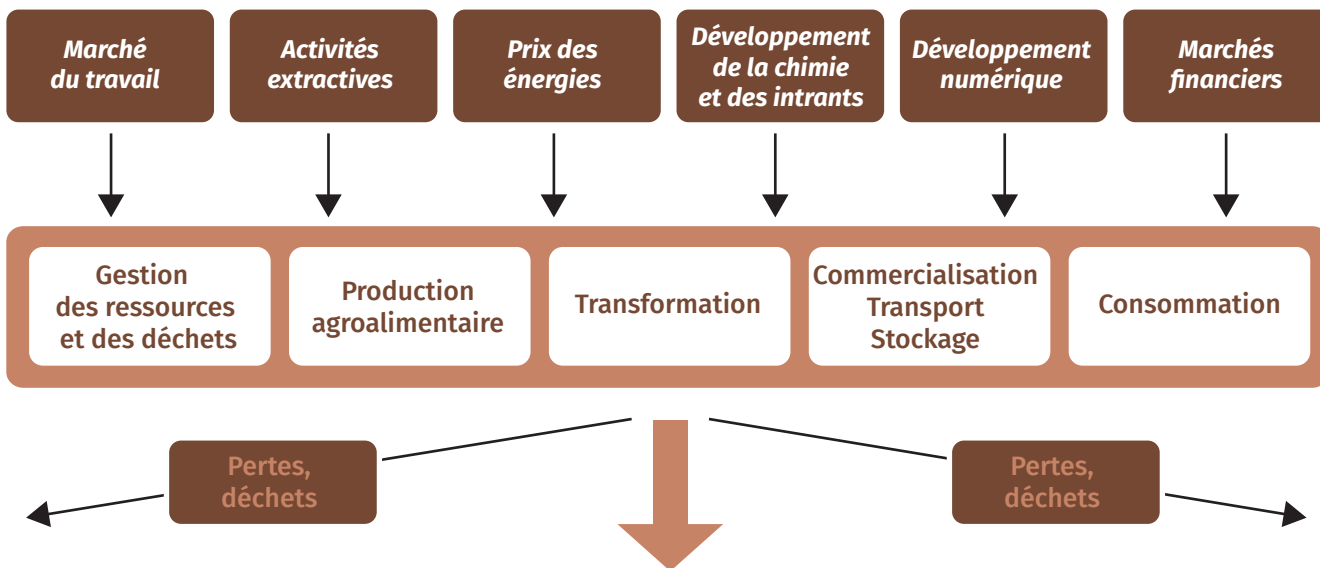 Marché
du travail
Activités
extractives
Prix des
énergies
Développement
de la chimie
et des intrants
Développement
numérique
Marchés
financiers
Gestion
des ressources
et des déchets
Production
agroalimentaire
Transformation
Commercialisation
Transport
Stockage
Consommation
Pertes,
déchets
Pertes,
déchets